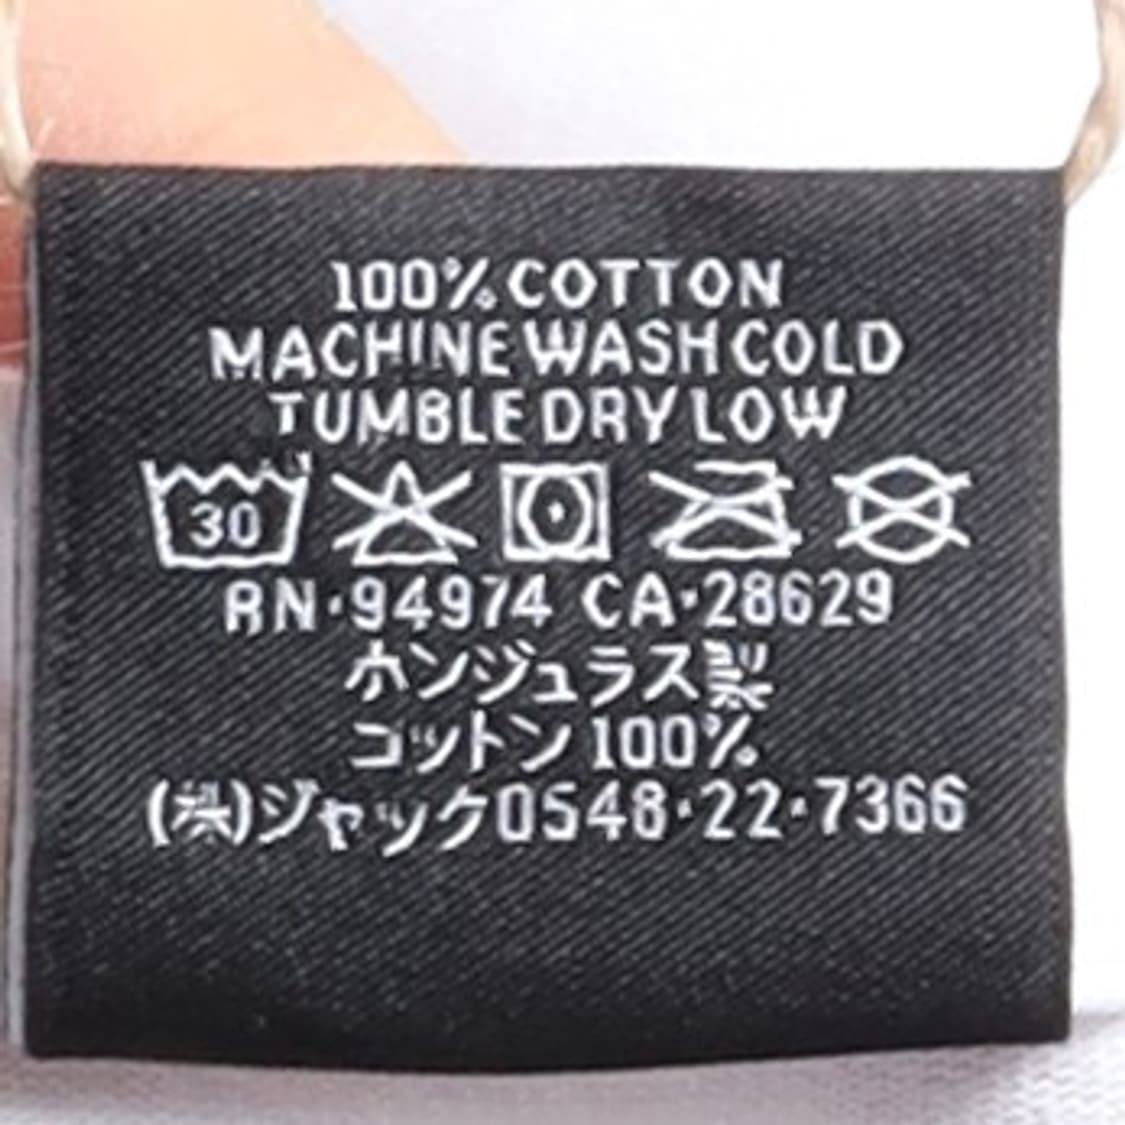 100% COTTON
MACHINE WASH COLD
TUMBLE DRY LOW
30
RN·94974 CA·28629
ホンジュラス製
コットン 100%
(株)ジャック0548·22·7366